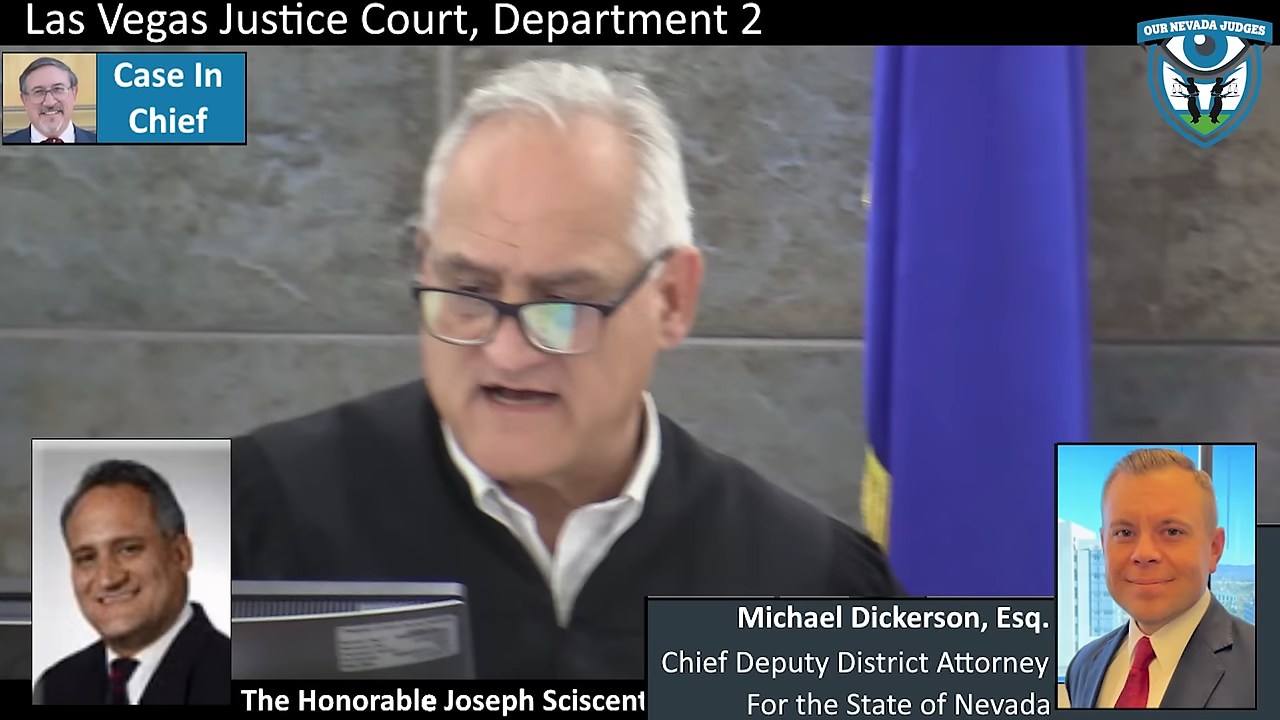 Las Vegas Justice Court, Department 2
OUR NEVADA JUDGES
Case In
Chief
Michael Dickerson, Esq.
Chief Deputy District Attorney
The Honorable Joseph Sciscent
For the State of Nevada